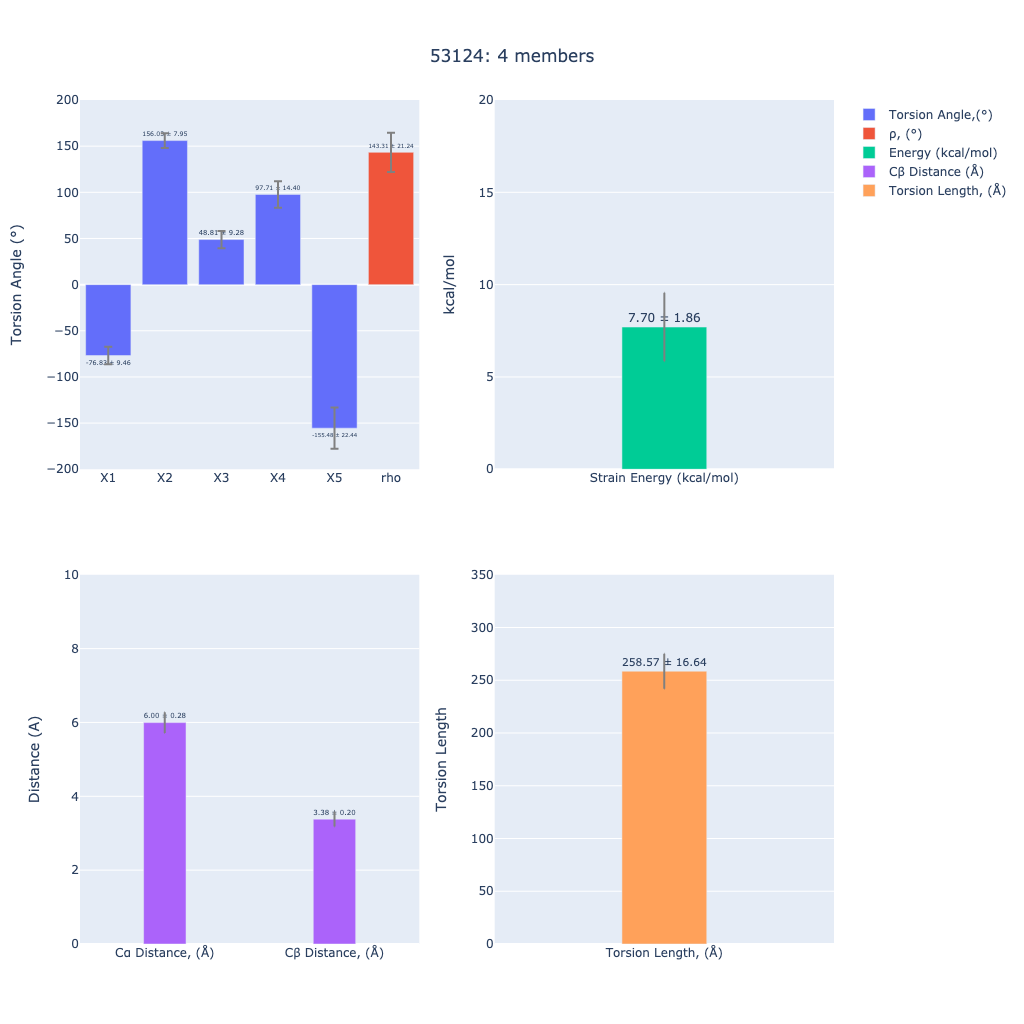 53124: 4 members
Torsion Angle (°)
200
150
100
50
0
−50
−100
−150
−200
156.05 ± 7.95
143.31 ± 21.24
97.71 ± 14.40
48.81 ± 9.28
-76.83 ± 9.46
-155.48 ± 22.44
X1 X2 X3 X4 X5 rho
kcal/mol
20
15
10
5
0
7.70 ± 1.86
Strain Energy (kcal/mol)
Torsion Angle,(°)
ρ, (°)
Energy (kcal/mol)
Cβ Distance (Å)
Torsion Length, (Å)
Distance (A)
10
8
6
4
2
0
6.00 ± 0.28
3.38 ± 0.20
Cα Distance, (Å) Cβ Distance, (Å)
Torsion Length
350
300
250
200
150
100
50
0
258.57 ± 16.64
Torsion Length, (Å)